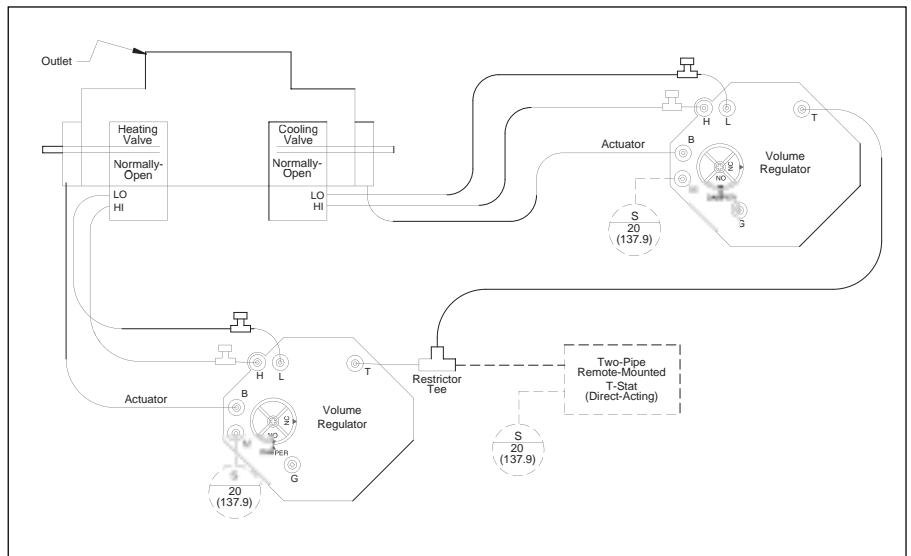 Outlet
Heating
Valve
Normally-
Open
LO
HI
Cooling
Valve
Normally-
Open
LO
HI
Actuator
H
L
T
B
Volume
Regulator
NC
NO
G
S
20
(137.9)
H
L
T
B
Actuator
Volume
Regulator
NC
NO
G
S
20
(137.9)
Restrictor
Tee
Two-Pipe
Remote-Mounted
T-Stat
(Direct-Acting)
S
20
(137.9)